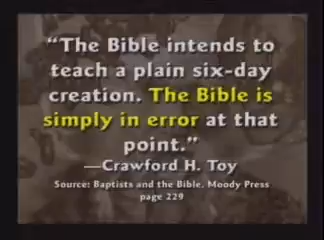 “The Bible intends to
teach a plain six-day
creation. The Bible is
simply in error at that
point.”
—Crawford H. Toy
Source: Baptists and the Bible, Moody Press
page 229